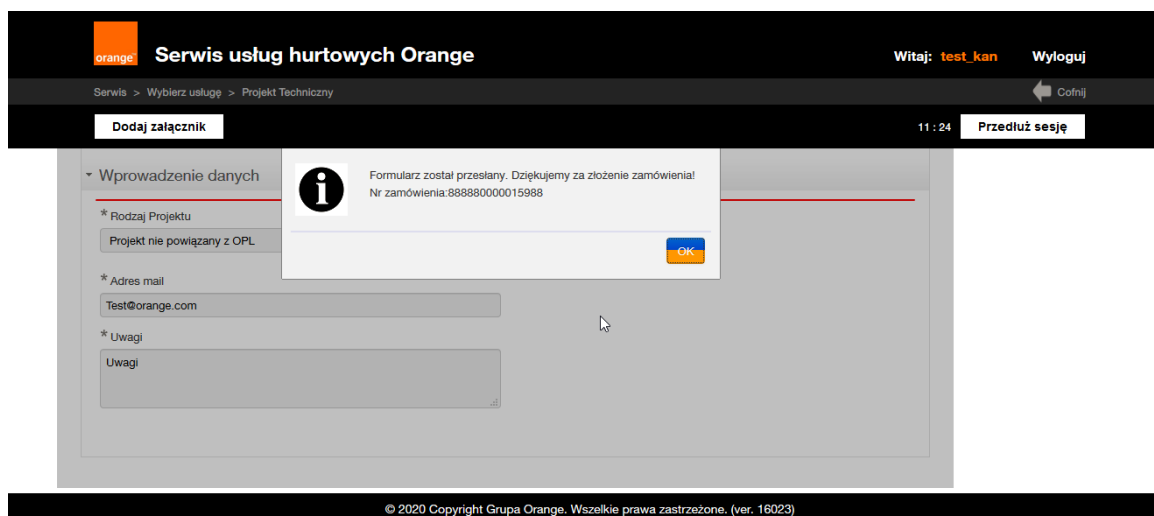 orange™ Serwis usług hurtowych Orange Witaj: test_kan Wyloguj
Serwis > Wybierz usługę > Projekt Techniczny Cofnij
Dodaj załącznik 11 : 24 Przedłuż sesję
Wprowadzenie danych
Formularz został przesłany. Dziękujemy za złożenie zamówienia!
Nr zamówienia:888880000015988
OK
* Rodzaj Projektu
Projekt nie powiązany z OPL
* Adres mail
Test@orange.com
* Uwagi
Uwagi
© 2020 Copyright Grupa Orange. Wszelkie prawa zastrzeżone. (ver. 16023)